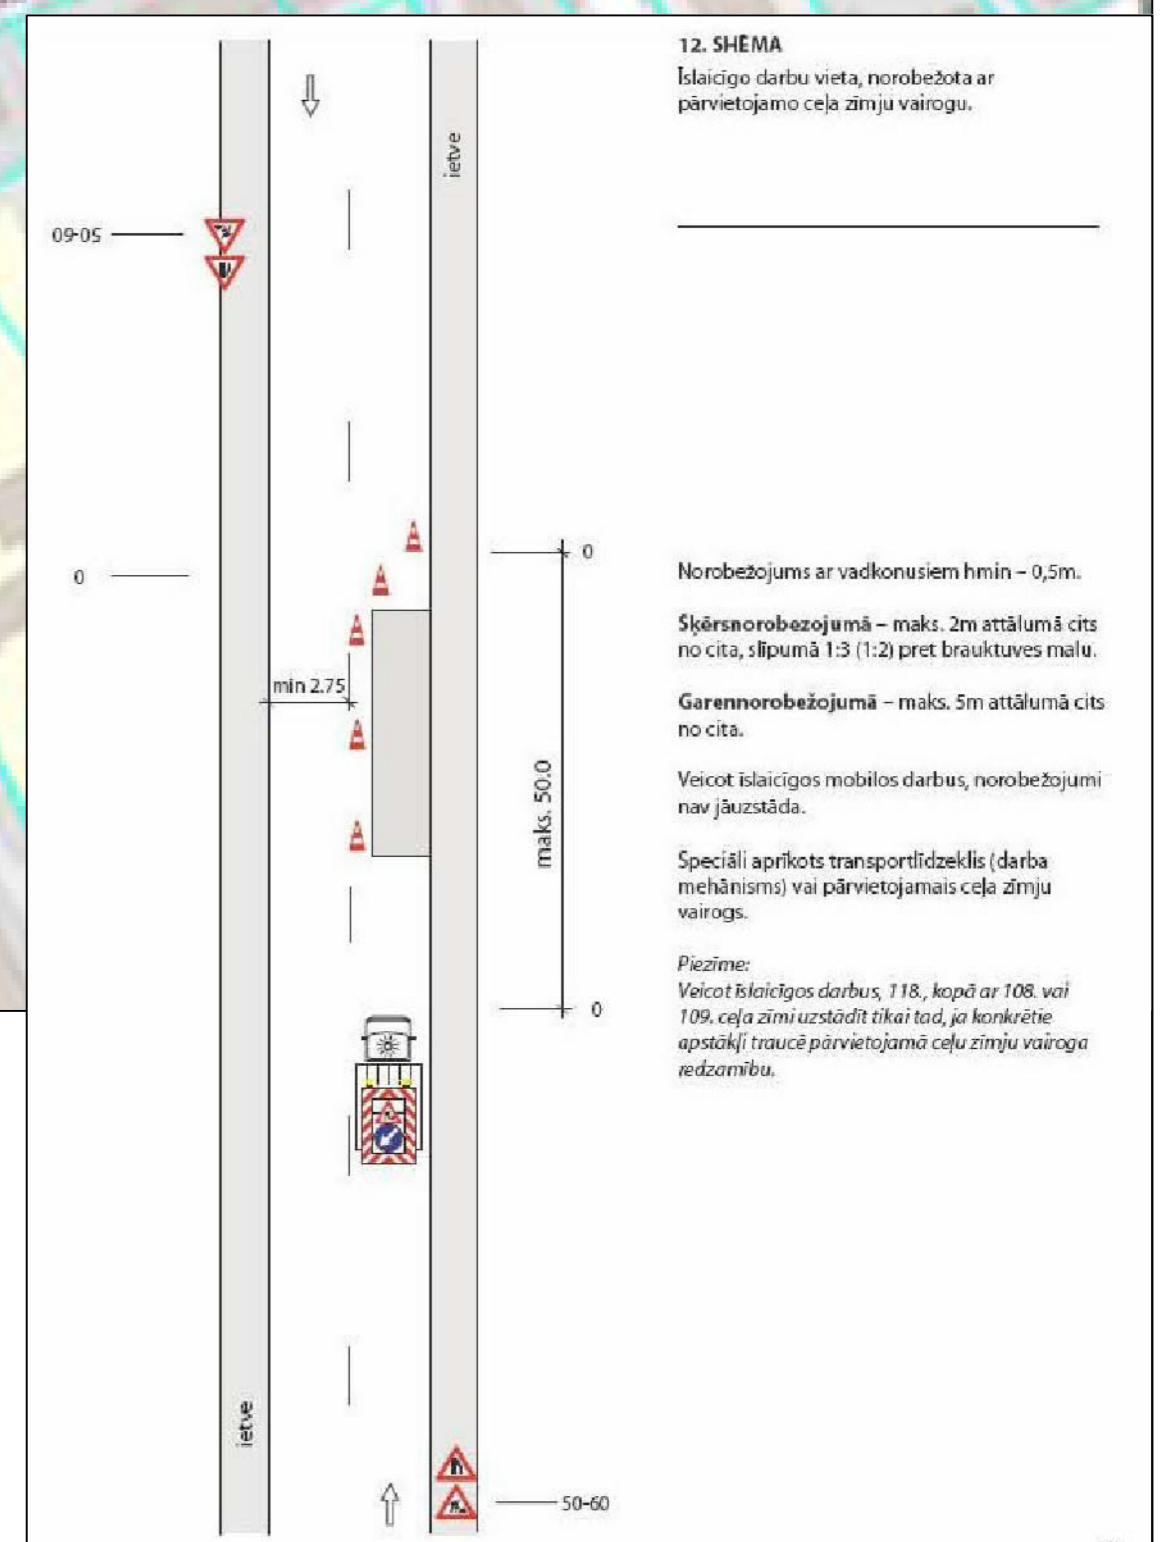 12. SHĒMA
Īslaicīgo darbu vieta, norobežota ar
pārvietojamo ceļa zīmju vairogu.
ietve
50-60
0
0
min 2.75
maks. 50.0
Norobežojums ar vadkonusiem hmin – 0,5m.
Šķērsnorobezojumā – maks. 2m attālumā cits
no cita, slīpumā 1:3 (1:2) pret brauktuves malu.
Garennorobežojumā – maks. 5m attālumā cits
no cita.
Veicot īslaicīgos mobilos darbus, norobežojumi
nav jāuzstāda.
Speciāli aprīkots transportlīdzeklis (darba
mehānisms) vai pārvietojamais ceļa zīmju
vairogs.
Piezīme:
Veicot īslaicīgos darbus, 118., kopā ar 108. vai
109. ceļa zīmi uzstādīt tikai tad, ja konkrētie
apstākļi traucē pārvietojamā ceļu zīmju vairoga
redzamību.
0
ietve
50-60